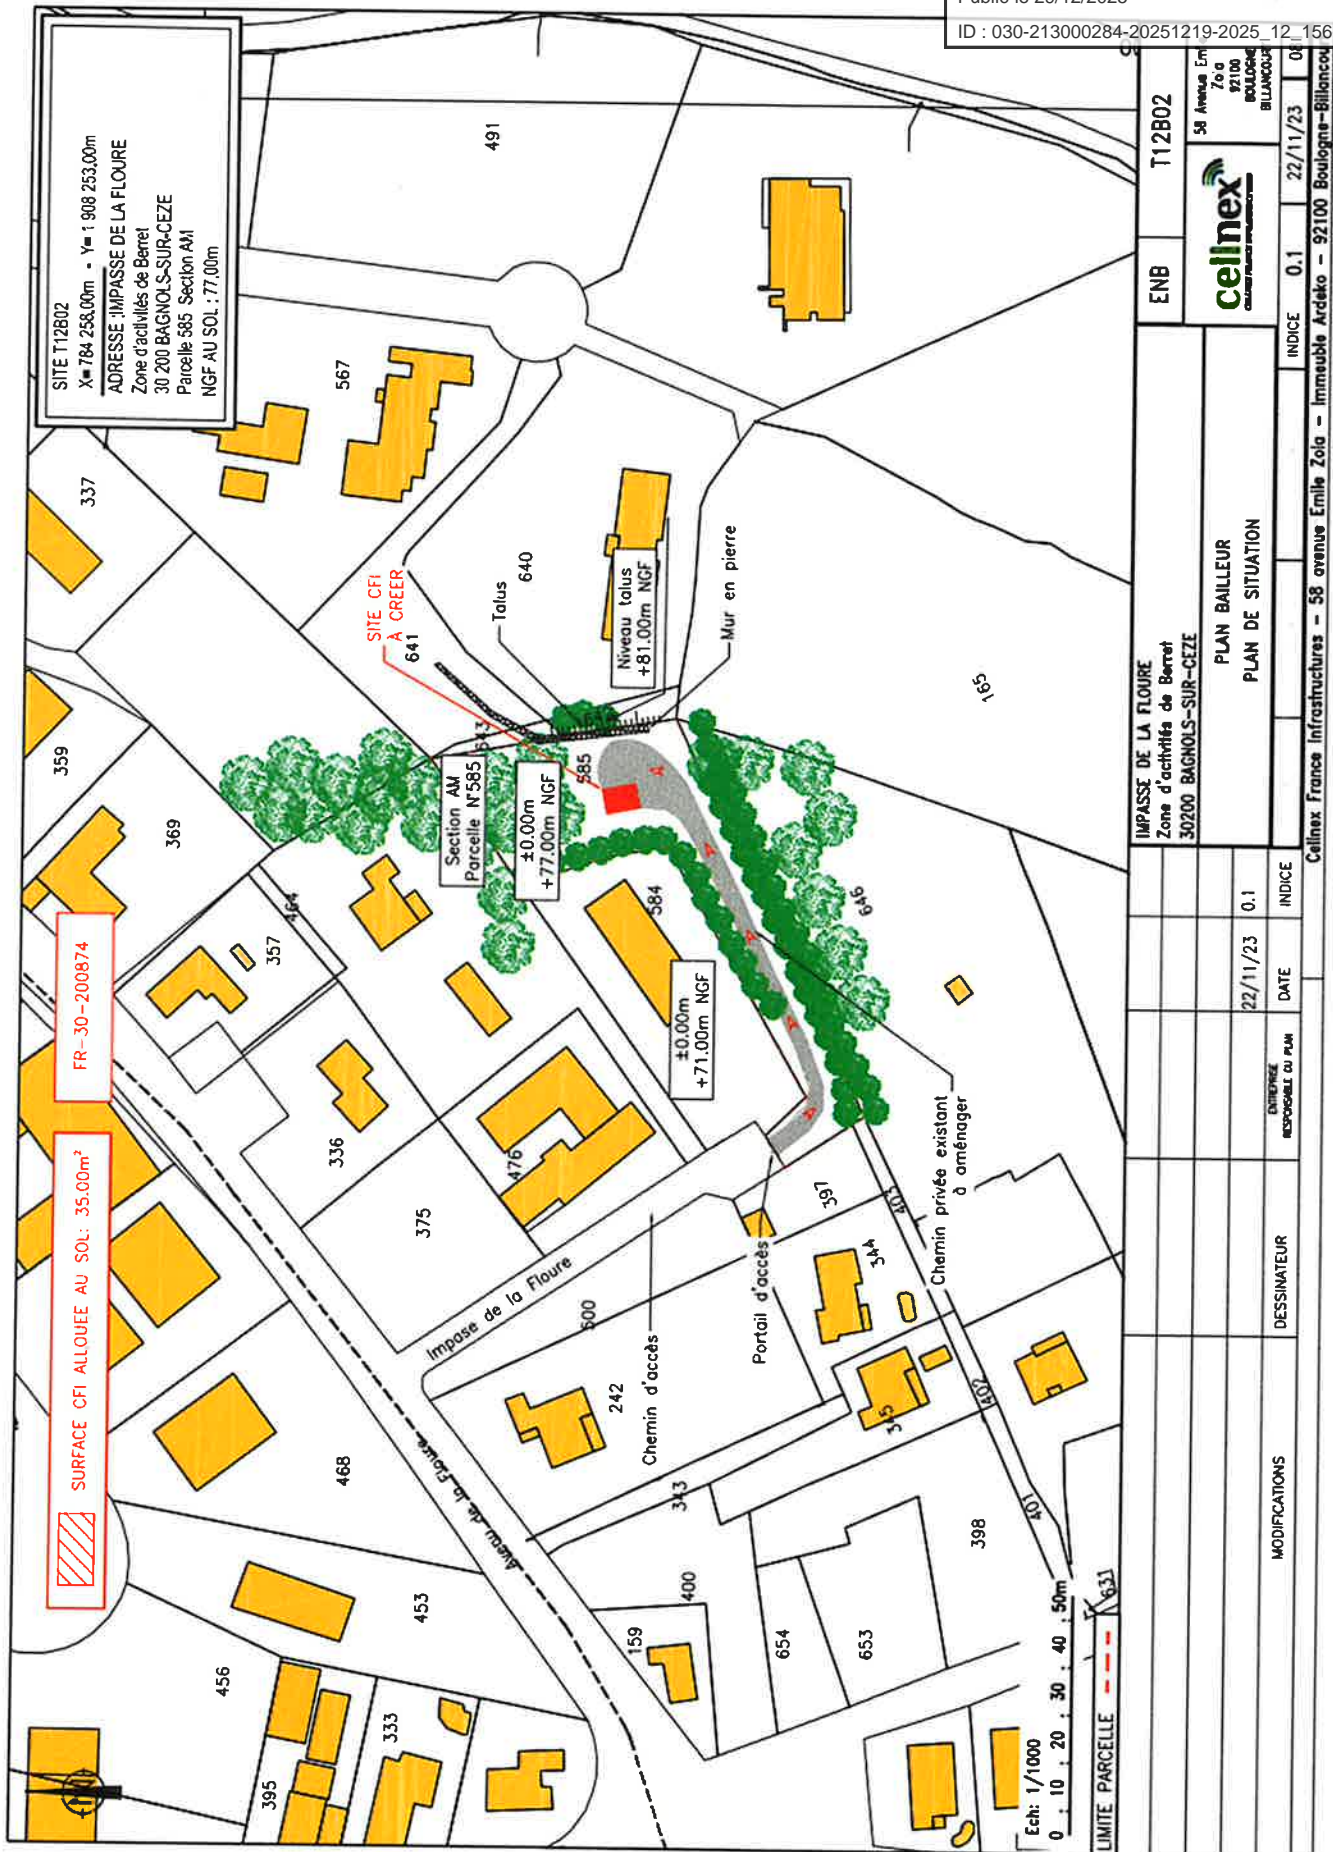 ID : 030-213000284-20251219-2025_12_156
SITE T12B02
X= 784 258,00m - Y= 1 908 253,00m
ADRESSE :IMPASSE DE LA FLOURE
Zone d'activités de Berret
30 200 BAGNOLS-SUR-CEZE
Parcelle 585 Section AM
NGF AU SOL : 77,00m
FR-30-200874
SURFACE CFI ALLOUEE AU SOL: 35.00m²
SITE CFI
À CREER
641
Talus
640
Niveau talus
+81.00m NGF
Mur en pierre
Section AM
Parcelle N°585
±0.00m
+77.00m NGF
585
643
±0.00m
+71.00m NGF
584
491
567
337
359
369
464
357
336
375
476
165
646
Impase de la Floure
Chemin d'accès
Portail d'accès
Chemin privée existant
à aménager
397
403
344
345
402
401
600
242
343
468
453
456
395
333
159
400
654
653
398
631
Ech: 1/1000
0 10 20 30 40 50m
LIMITE PARCELLE
IMPASSE DE LA FLOURE
Zone d'activités de Berret
30200 BAGNOLS-SUR-CEZE
ENB
T12B02
cellnex
58 Avenue
Zola
92100
BOULOGNE
BILLANCOURT
PLAN BAILLEUR
PLAN DE SITUATION
INDICE
0.1
22/11/23
22/11/23
0.1
MODIFICATIONS
DESSINATEUR
ENTREPRISE
RESPONSABLE DU PLAN
DATE
INDICE
Cellnex France Infrastructures - 58 avenue Emile Zola - Immeuble Ardeko - 92100 Boulogne-Billancour